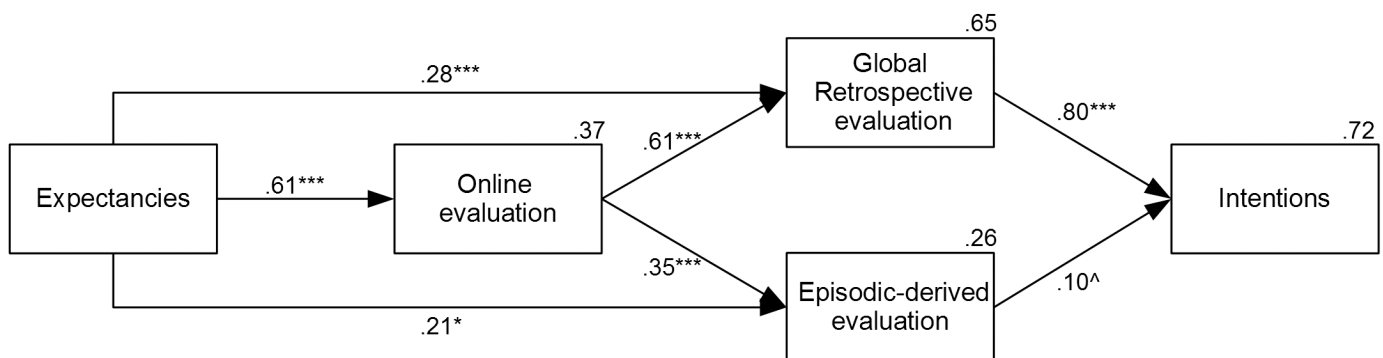 .65
Global
Retrospective
evaluation
.28***
.37
.61***
.80***
.72
Expectancies
.61***
Online
evaluation
Intentions
.26
.35***
Episodic-derived
evaluation
.10^
.21*